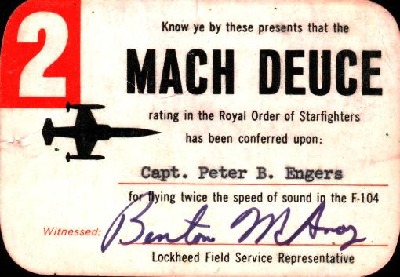 2
Know ye by these presents that the
MACH DEUCE
rating in the Royal Order of Starfighters
has been conferred upon:
Capt. Peter B. Engers
for flying twice the speed of sound in the F-104
Witnessed: Benton
Lockheed Field Service Representative